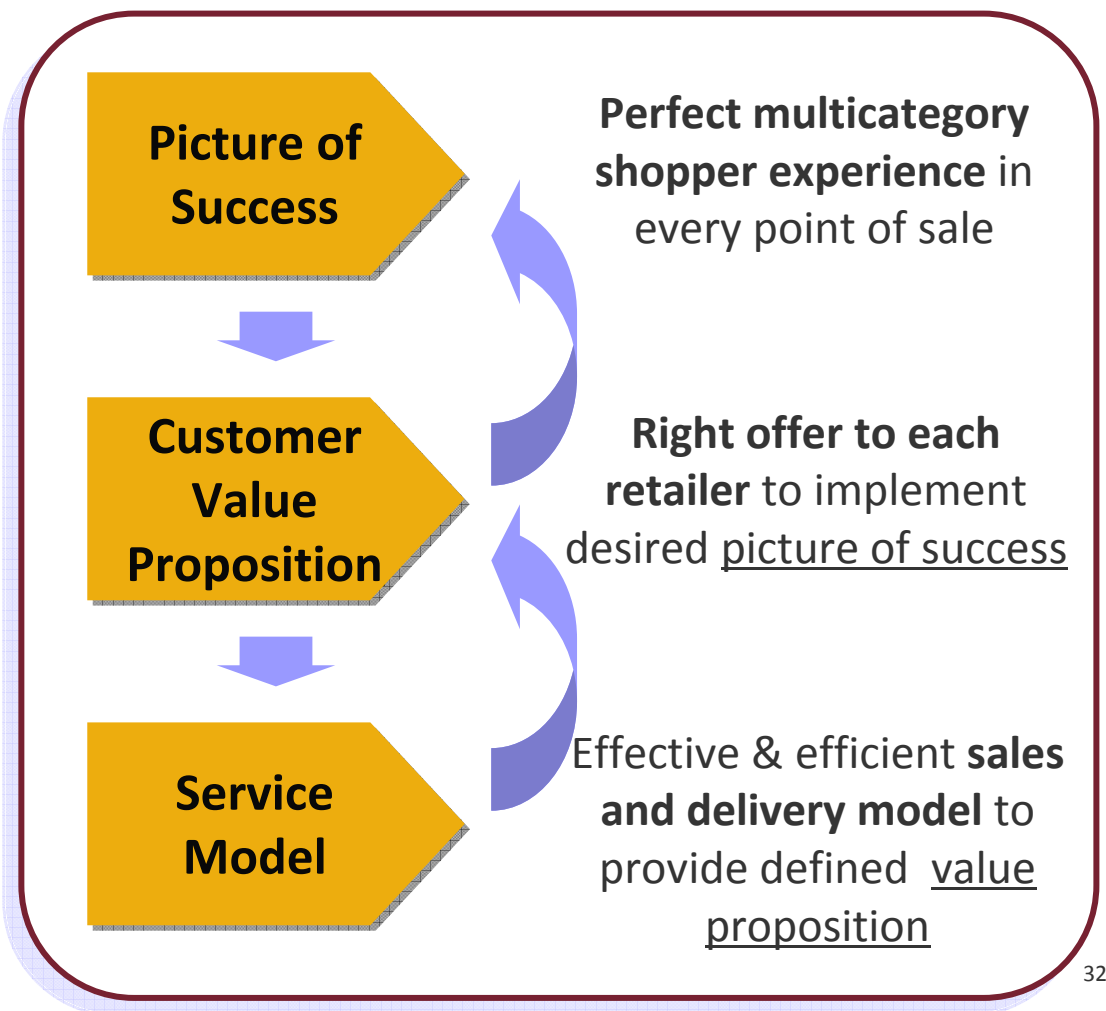 Picture of
Success
Perfect multicategory
shopper experience in
every point of sale
Customer
Value
Proposition
Right offer to each
retailer to implement
desired picture of success
Service
Model
Effective & efficient sales
and delivery model to
provide defined  value
proposition
32